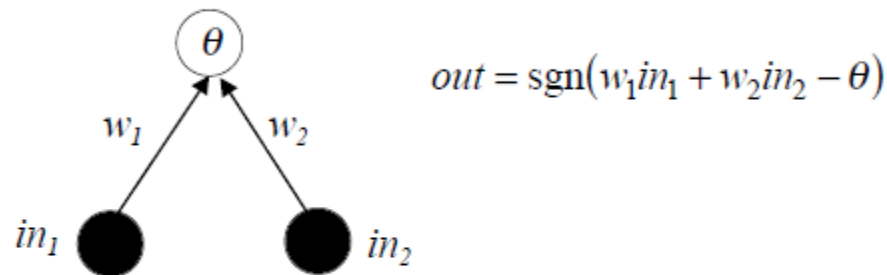 θ
out = sgn(w₁in₁ + w₂in₂ − θ)
w₁ w₂
in₁ in₂